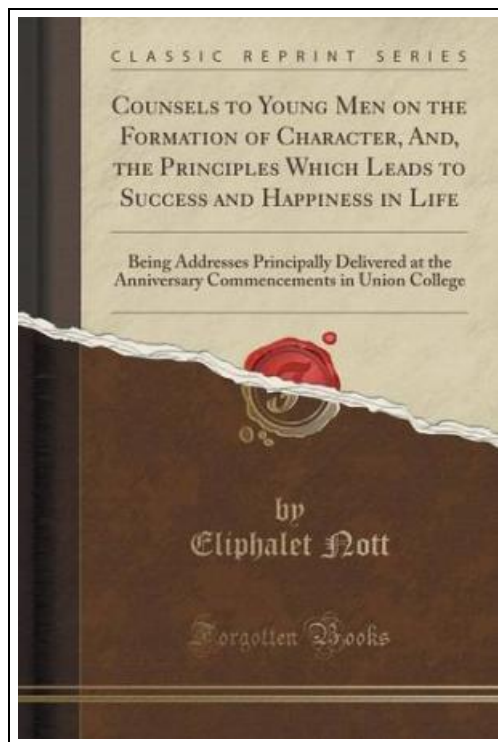 CLASSIC REPRINT SERIES
COUNSELS TO YOUNG MEN ON THE
FORMATION OF CHARACTER, AND,
THE PRINCIPLES WHICH LEADS TO
SUCCESS AND HAPPINESS IN LIFE
Being Addresses Principally Delivered at the
Anniversary Commencements in Union College
by
Eliphalet Nott
Forgotten Books